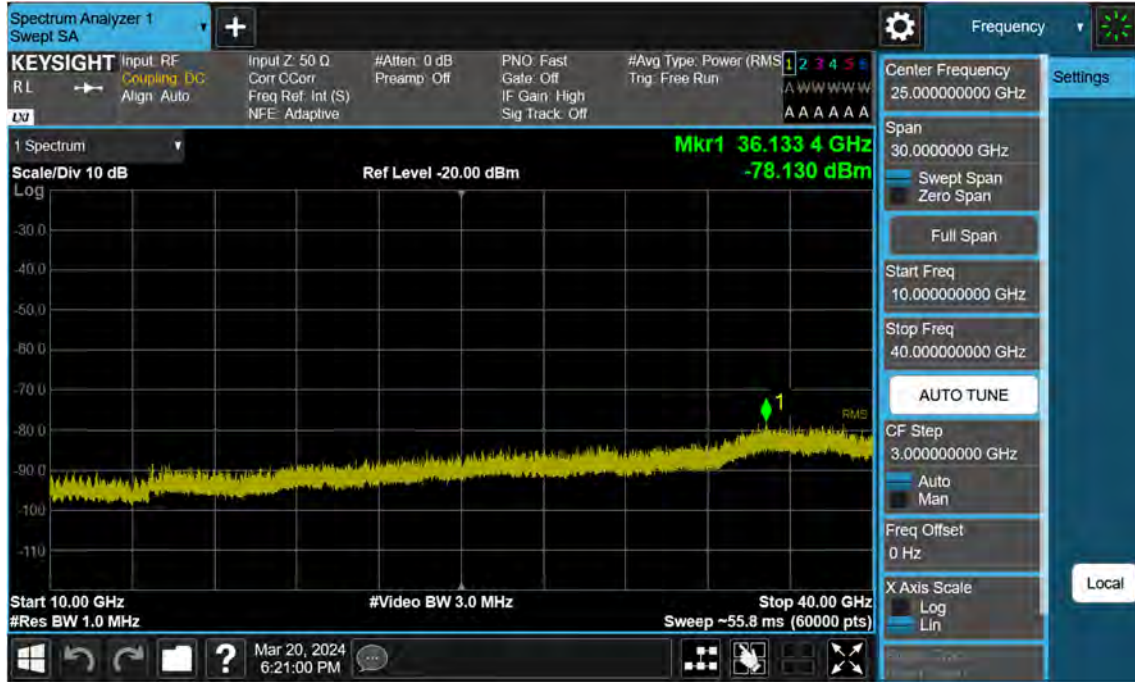 Spectrum Analyzer 1
Swept SA
Frequency
KEYSIGHT
RL
LXI
Input: RF
Coupling: DC
Align: Auto
Input Z: 50 Ω
Corr CCorr
Freq Ref: Int (S)
NFE: Adaptive
#Atten: 0 dB
Preamp: Off
PNO: Fast
Gate: Off
IF Gain: High
Sig Track: Off
#Avg Type: Power (RMS
Trig: Free Run
1 2 3 4 5 6
A W W W W W
A A A A A A
1 Spectrum
Scale/Div 10 dB
Ref Level -20.00 dBm
Mkr1 36.133 4 GHz
-78.130 dBm
Log
-30.0
-40.0
-50.0
-60.0
-70.0
-80.0
-90.0
-100
-110
1
RMS
Start 10.00 GHz
#Video BW 3.0 MHz
Stop 40.00 GHz
#Res BW 1.0 MHz
Sweep ~55.8 ms (60000 pts)
?
Mar 20, 2024
6:21:00 PM
Center Frequency
25.000000000 GHz
Settings
Span
30.0000000 GHz
Swept Span
Zero Span
Full Span
Start Freq
10.000000000 GHz
Stop Freq
40.000000000 GHz
AUTO TUNE
CF Step
3.000000000 GHz
Auto
Man
Freq Offset
0 Hz
X Axis Scale
Log
Lin
Local